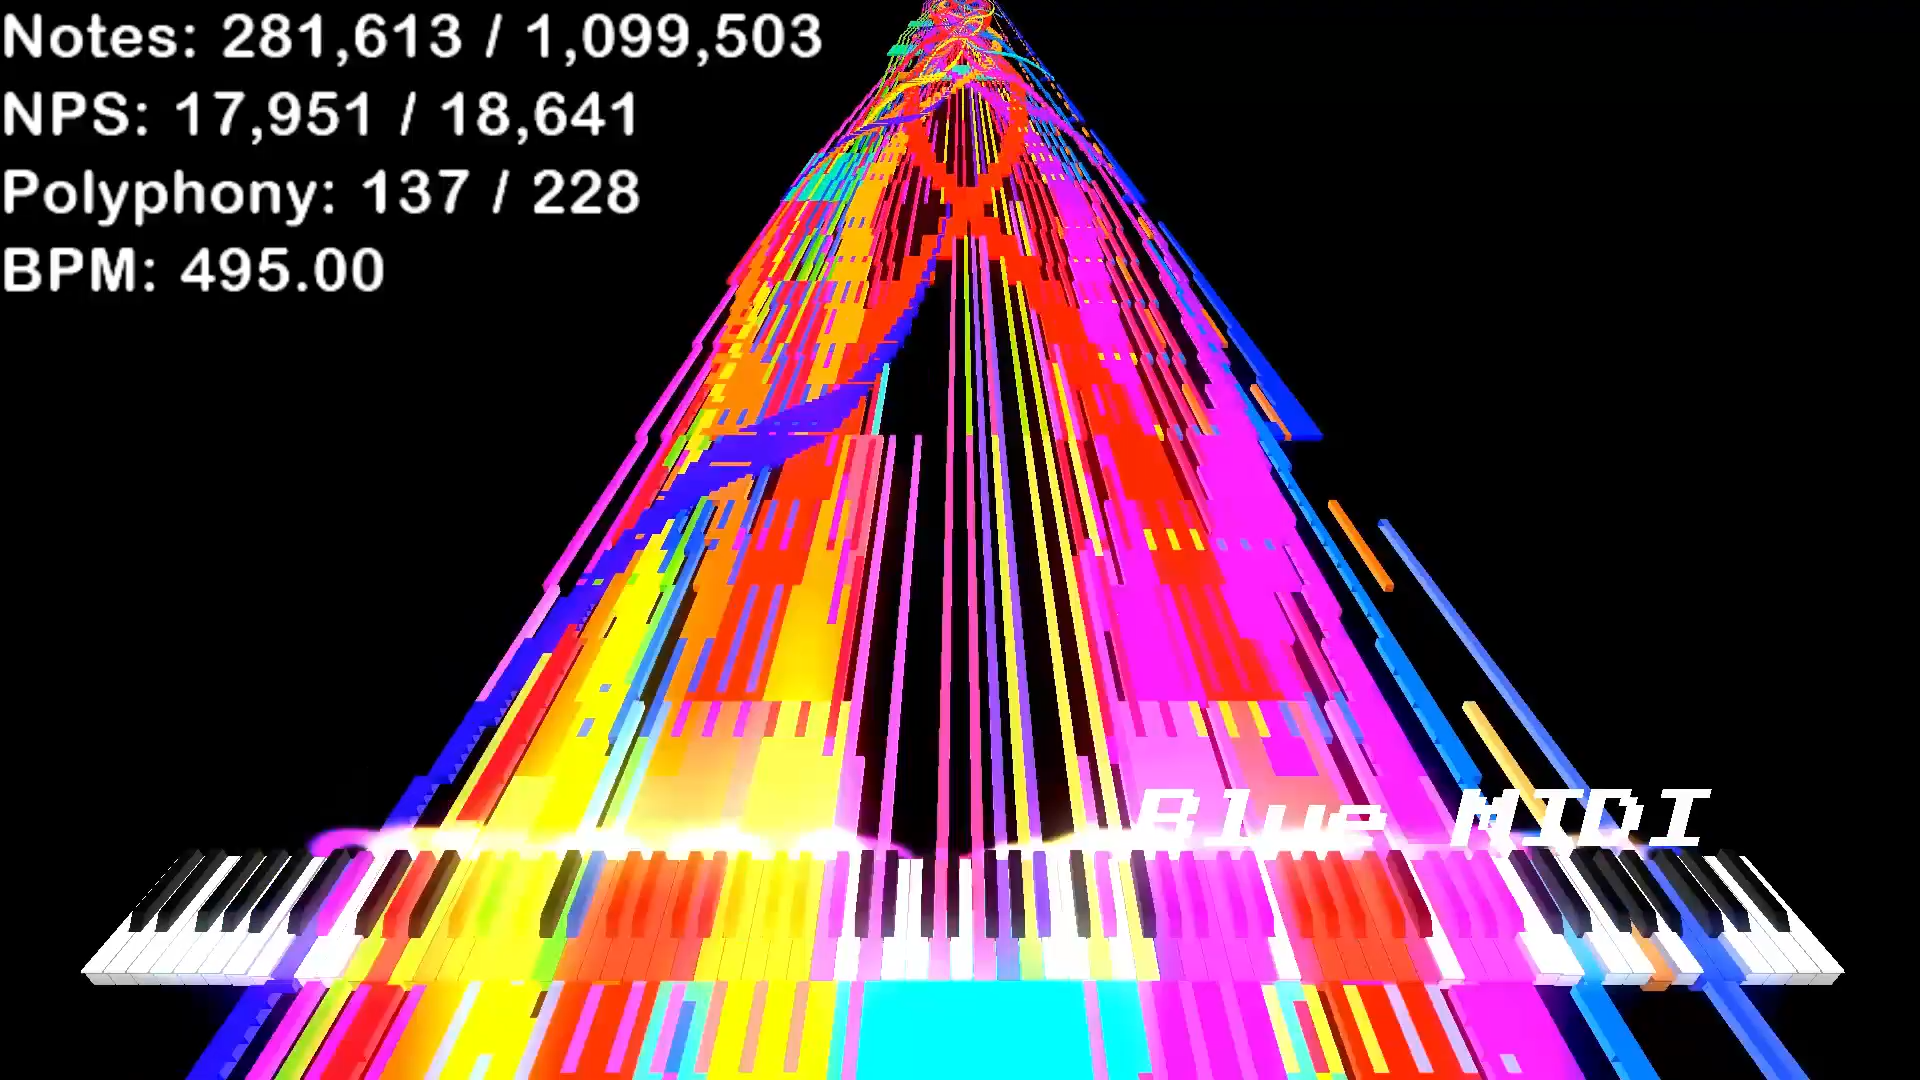 Notes: 281,613 / 1,099,503
NPS: 17,951 / 18,641
Polyphony: 137 / 228
BPM: 495.00
Blue MIDI